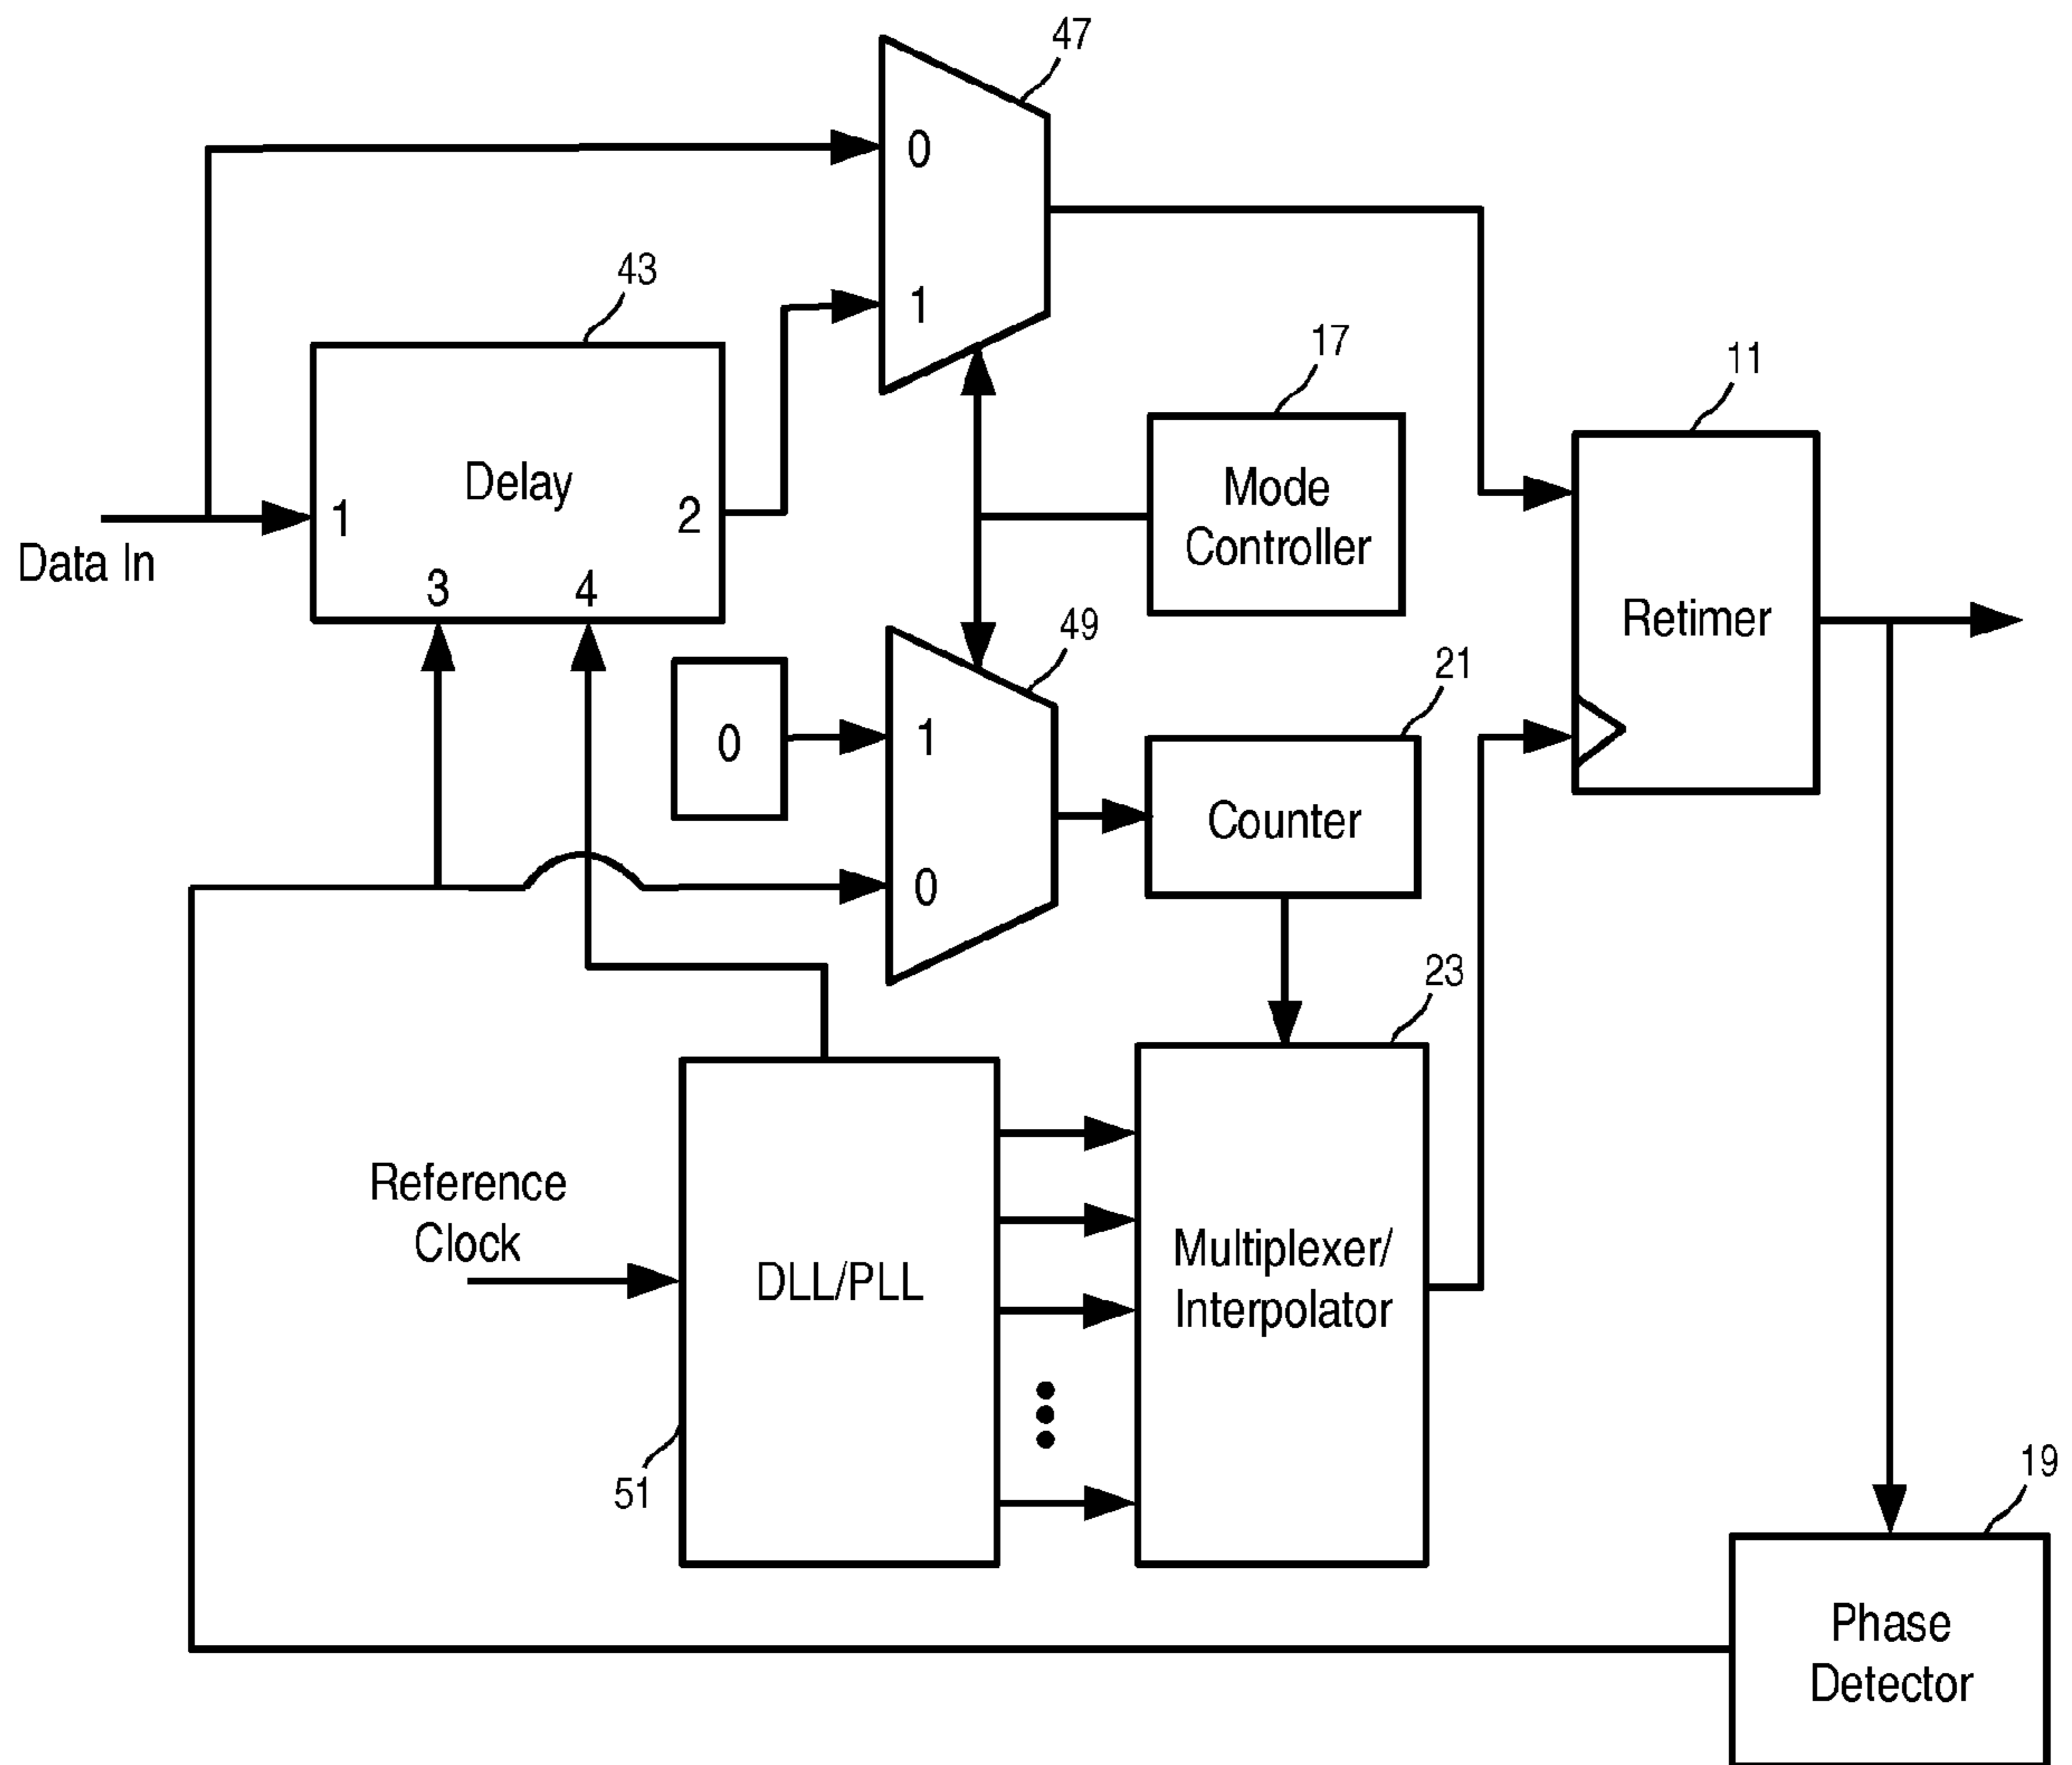 47
0
43
1
17
11
Delay
1
2
Mode
Controller
Data In
3
4
Retimer
49
21
0
1
Counter
0
23
Reference
Clock
DLL/PLL
Multiplexer/
Interpolator
51
19
Phase
Detector